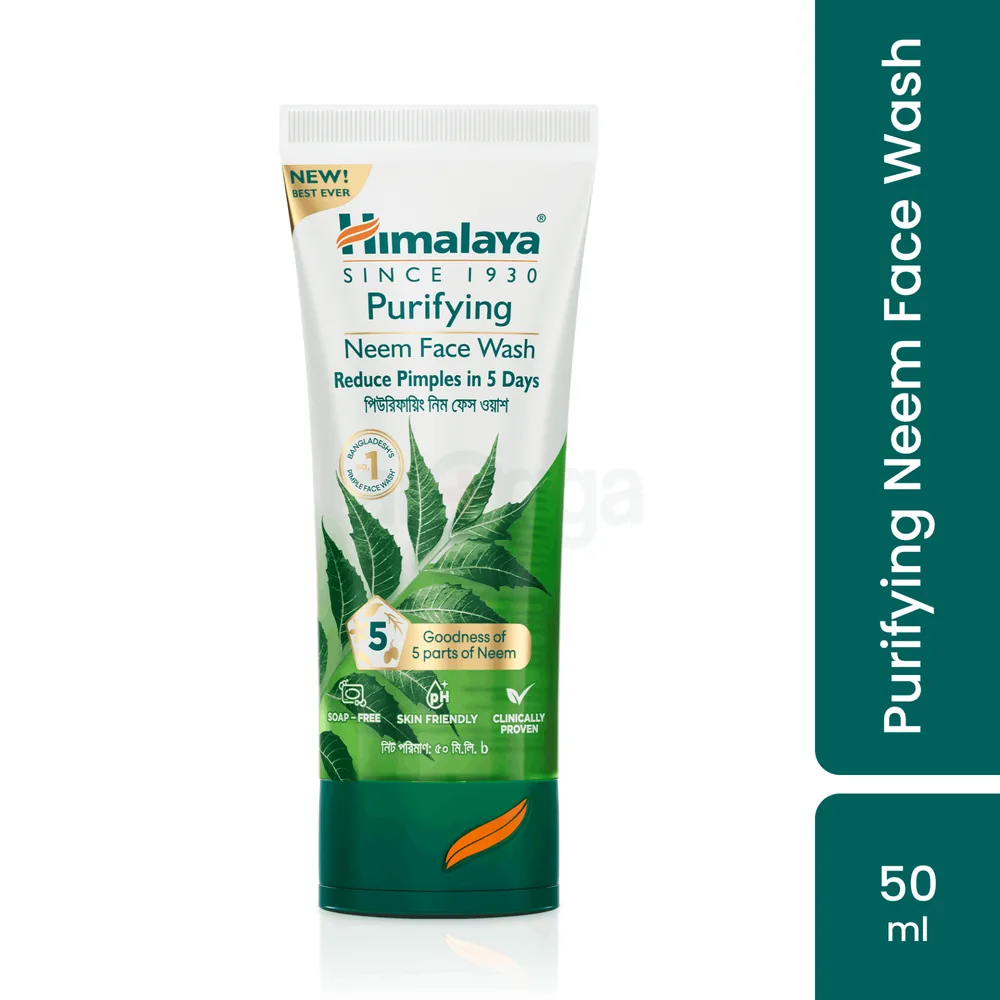 NEW!
BEST EVER
Himalaya®
SINCE 1930
Purifying
Neem Face Wash
Reduce Pimples in 5 Days
পিউরিফায়িং নিম ফেস ওয়াশ
BANGLADESH'S
NO. 1
PIMPLE FACE WASH*
5
Goodness of
5 parts of Neem
SOAP - FREE
pH
SKIN FRIENDLY
CLINICALLY
PROVEN
নিট পরিমাণ: ৫০ মি.লি. b
Purifying Neem Face Wash
50
ml